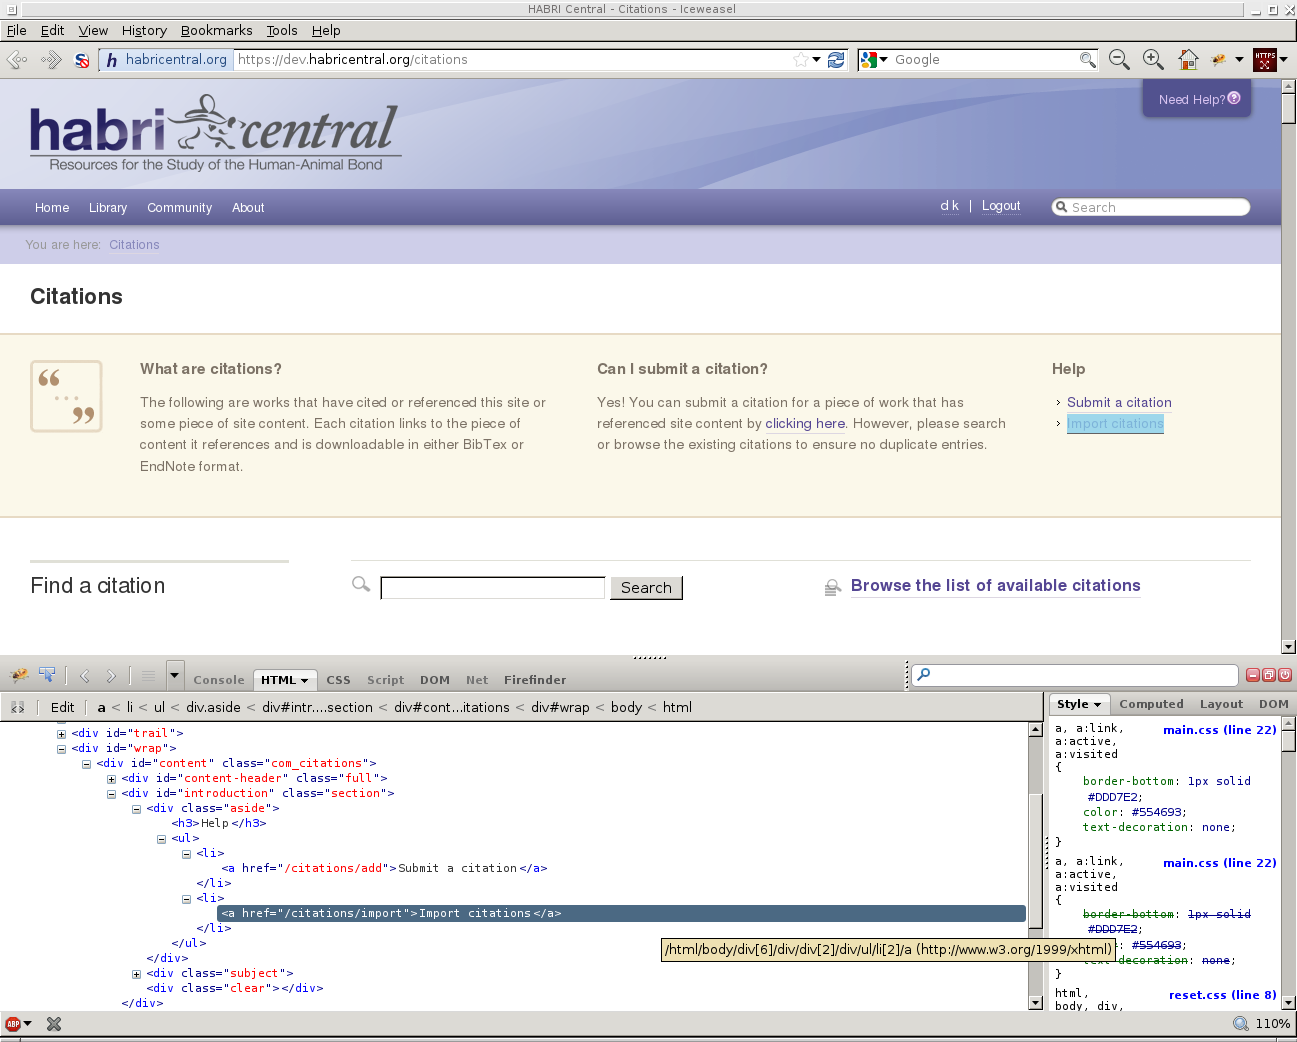 HABRI Central - Citations - Iceweasel
File Edit View History Bookmarks Tools Help
h habricentral.org https://dev.habricentral.org/citations Google HTTPS
Need Help? ?
habri central
Resources for the Study of the Human-Animal Bond
Home Library Community About d k | Logout Search
You are here: Citations
Citations
What are citations?
The following are works that have cited or referenced this site or
some piece of site content. Each citation links to the piece of
content it references and is downloadable in either BibTex or
EndNote format.
Can I submit a citation?
Yes! You can submit a citation for a piece of work that has
referenced site content by clicking here. However, please search
or browse the existing citations to ensure no duplicate entries.
Help
Submit a citation
Import citations
Find a citation Search Browse the list of available citations
Console HTML CSS Script DOM Net Firefinder
Edit a < li < ul < div.aside < div#intr....section < div#cont...itations < div#wrap < body < html
<div id="trail">
<div id="wrap">
<div id="content" class="com_citations">
<div id="content-header" class="full">
<div id="introduction" class="section">
<div class="aside">
<h3>Help</h3>
<ul>
<li>
<a href="/citations/add">Submit a citation</a>
</li>
<li>
<a href="/citations/import">Import citations</a>
</li>
</ul>
</div>
<div class="subject">
<div class="clear"></div>
</div>
/html/body/div[6]/div/div[2]/div/ul/li[2]/a (http://www.w3.org/1999/xhtml)
Style Computed Layout DOM
a, a:link, main.css (line 22)
a:active,
a:visited
{
border-bottom: 1px solid
#DDD7E2;
color: #554693;
text-decoration: none;
}
a, a:link, main.css (line 22)
a:active,
a:visited
{
border-bottom: 1px solid
#DDD7E2;
: #554693;
text-decoration: none;
}
html, reset.css (line 8)
body, div,
ABP 110%